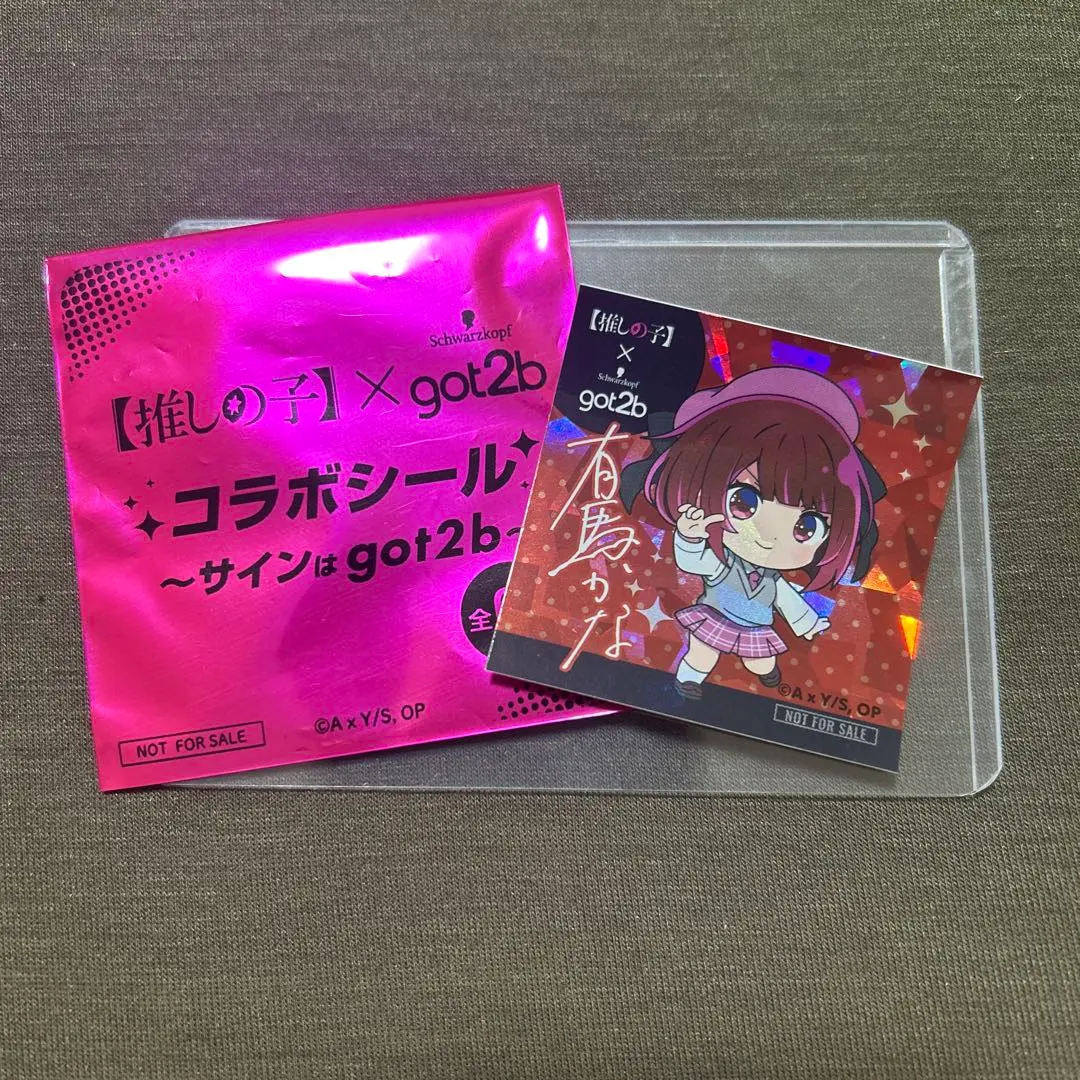 Schwarzkopf
【推しの子】×got2b
コラボシール
～サインは got2b～
全
©A x Y/S, OP
NOT FOR SALE
【推しの子】
×
Schwarzkopf
got2b
有馬かな
©A x Y/S, OP
NOT FOR SALE